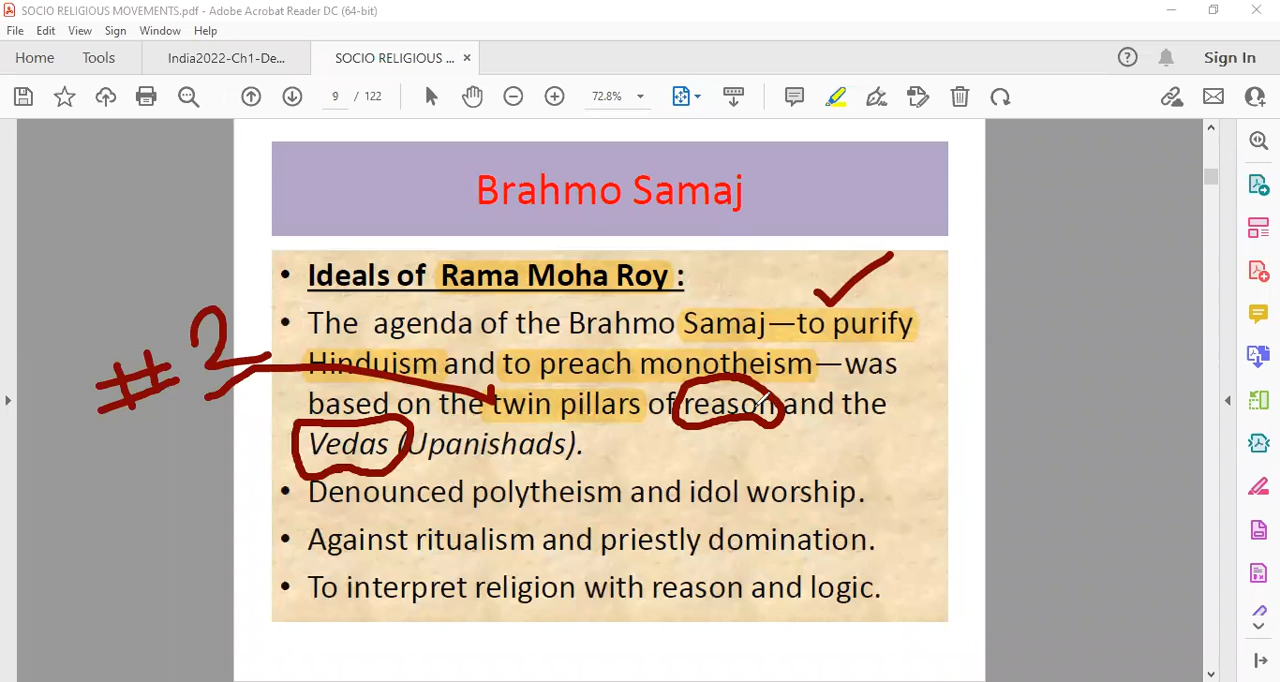 SOCIO RELIGIOUS MOVEMENTS.pdf - Adobe Acrobat Reader DC (64-bit)
File Edit View Sign Window Help
Home Tools India2022-Ch1-De... SOCIO RELIGIOUS ... × Sign In
9 / 122 72.8%
Brahmo Samaj
• Ideals of Rama Moha Roy :
• The agenda of the Brahmo Samaj—to purify
Hinduism and to preach monotheism—was
based on the twin pillars of reason and the
Vedas (Upanishads).
• Denounced polytheism and idol worship.
• Against ritualism and priestly domination.
• To interpret religion with reason and logic.
# 2